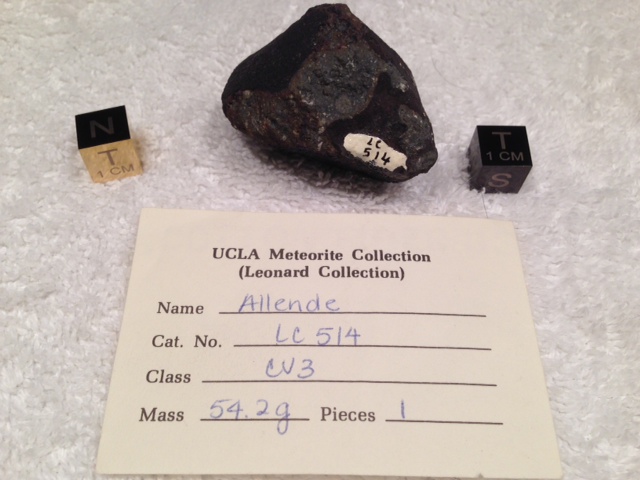 N
T
1 CM
LC
514
T
1 CM
S
UCLA Meteorite Collection
(Leonard Collection)
Name Allende
Cat. No. LC 514
Class CV3
Mass 54.2g Pieces 1